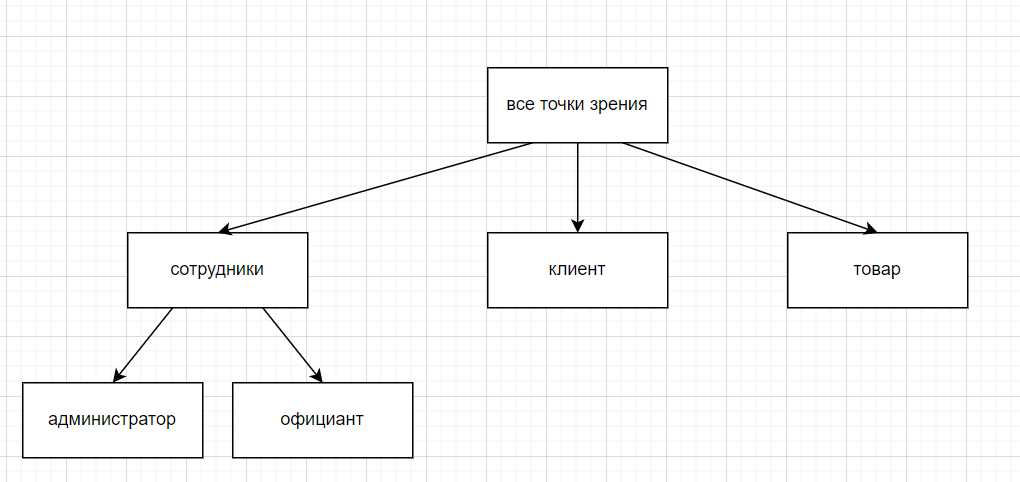 все точки зрения
сотрудники
клиент
товар
администратор
официант